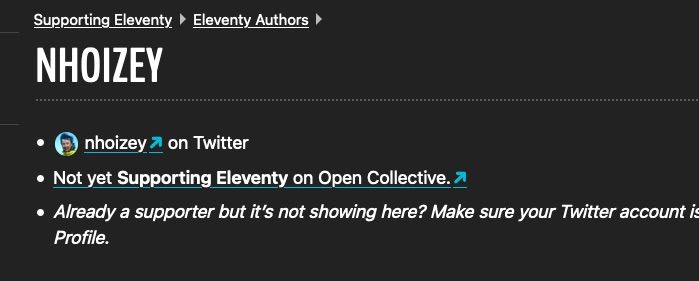 Supporting Eleventy ▶ Eleventy Authors ▶
NHOIZEY
• nhoizey↗ on Twitter
• Not yet Supporting Eleventy on Open Collective.↗
• Already a supporter but it’s not showing here? Make sure your Twitter account is
Profile.